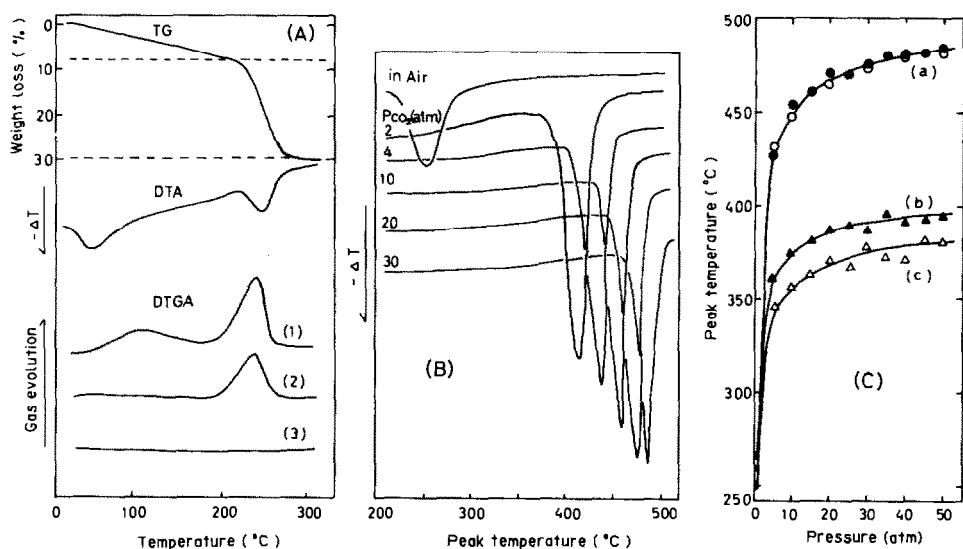 (A)
TG
Weight loss (%)
0
10
20
30
DTA
-ΔT
DTGA
(1)
(2)
(3)
Gas evolution
0
100
200
300
Temperature (°C)
(B)
in Air
Pco₂(atm)
2
4
10
20
30
-ΔT
200
300
400
500
Peak temperature (°C)
(C)
500
450
400
350
300
250
(a)
(b)
(c)
Peak temperature (°C)
0
10
20
30
40
50
Pressure (atm)